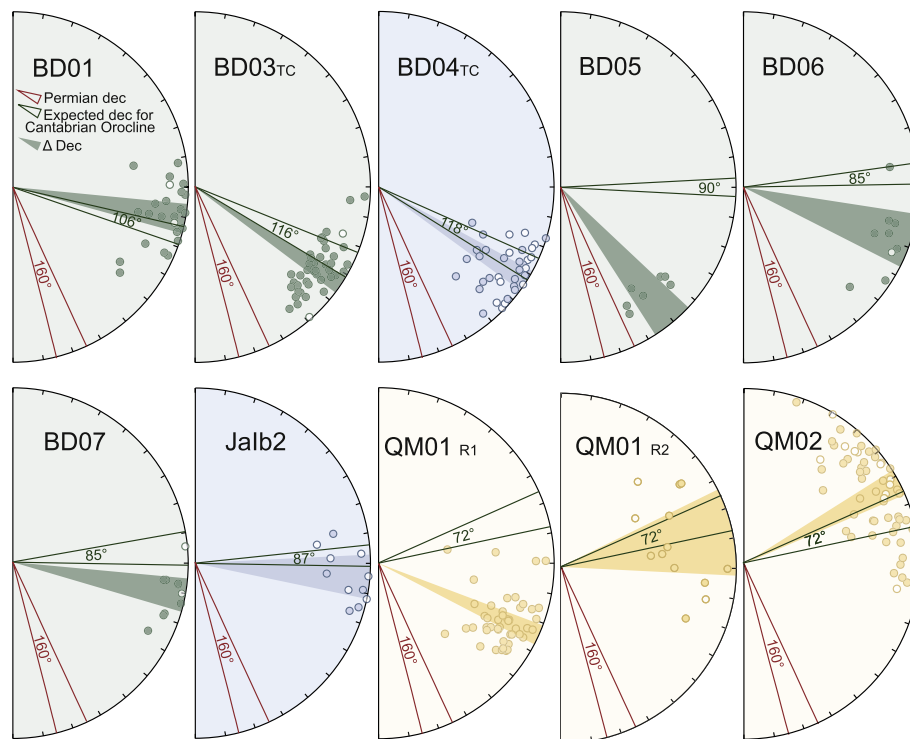 BD01
Permian dec
Expected dec for
Cantabrian Orocline
Δ Dec
106°
160°
BD03TC
116°
160°
BD04TC
118°
160°
BD05
90°
160°
BD06
85°
160°
BD07
85°
160°
Jalb2
87°
160°
QM01 R1
72°
160°
QM01 R2
72°
160°
QM02
72°
160°